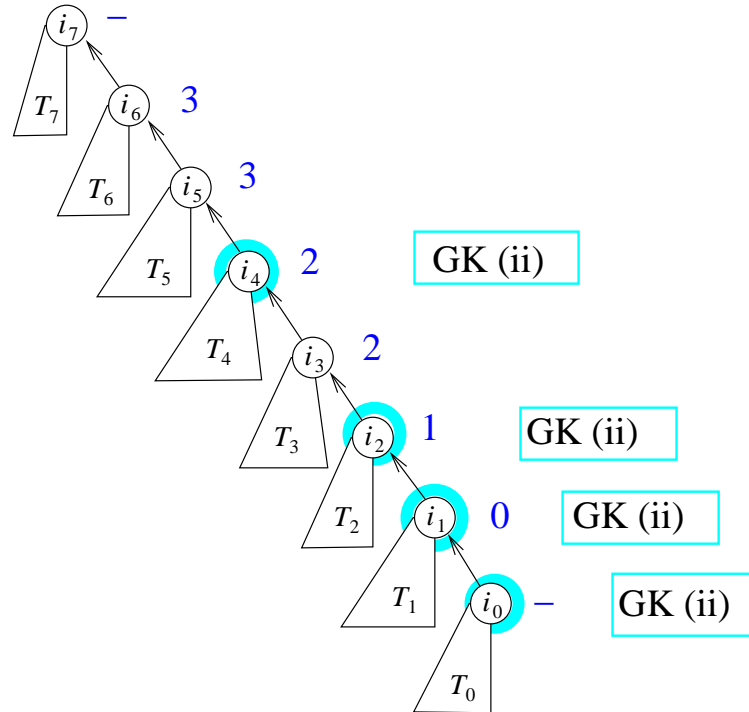 i7 –
T7
i6 3
T6
i5 3
T5
i4 2 GK (ii)
T4
i3 2
T3
i2 1 GK (ii)
T2
i1 0 GK (ii)
T1
i0 – GK (ii)
T0